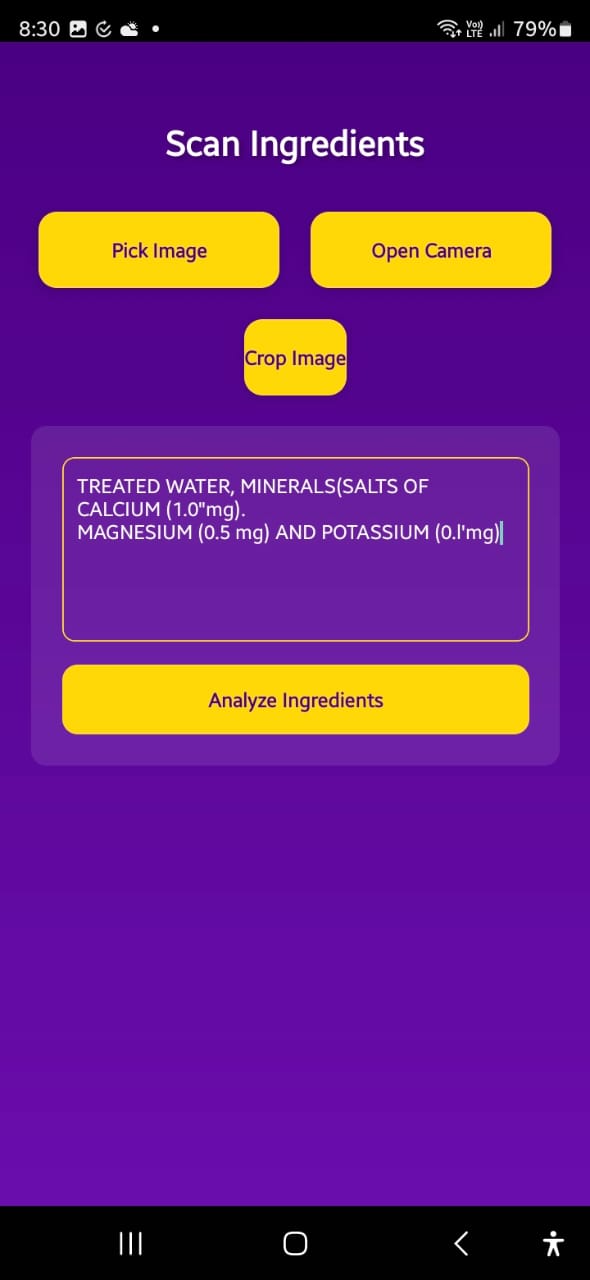 8:30
Vo)) LTE
79%
Scan Ingredients
Pick Image
Open Camera
Crop Image
TREATED WATER, MINERALS(SALTS OF
CALCIUM (1.0"mg).
MAGNESIUM (0.5 mg) AND POTASSIUM (0.l'mg)
Analyze Ingredients